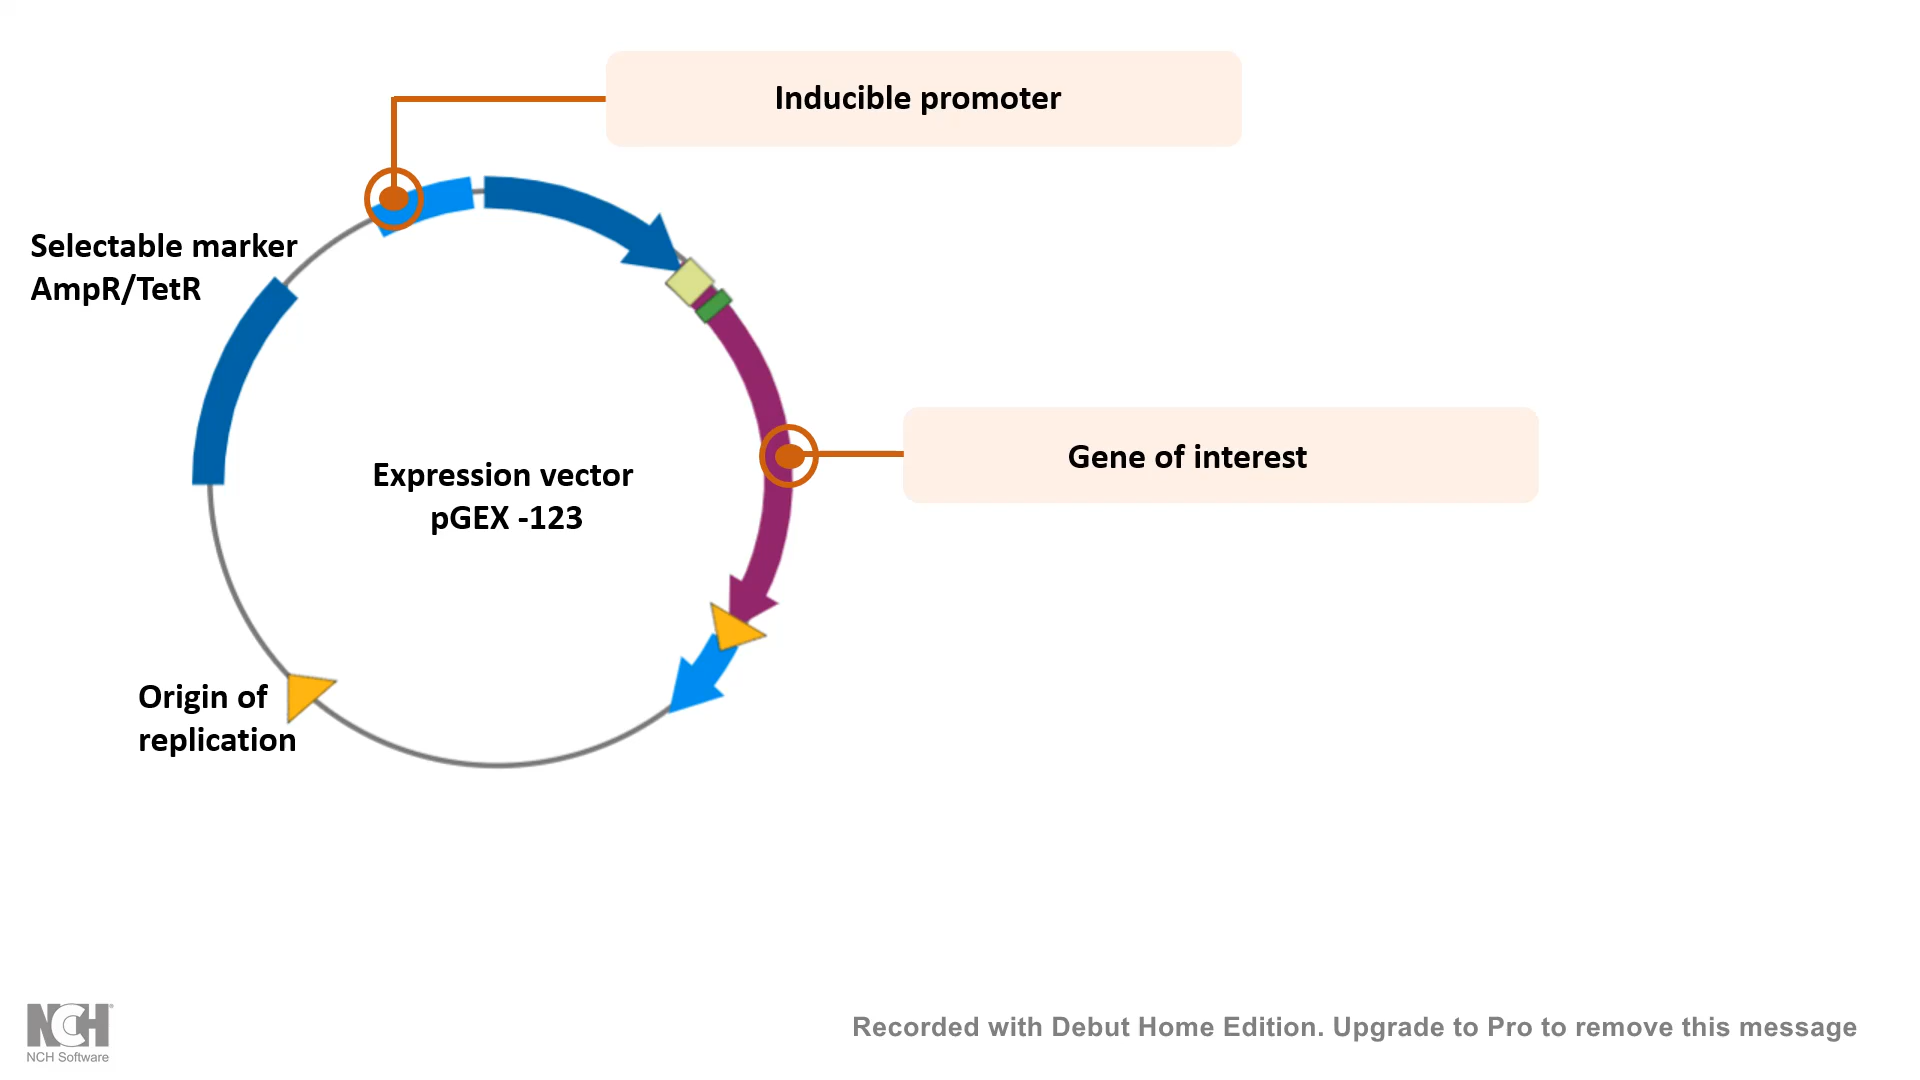 Inducible promoter
Selectable marker
AmpR/TetR
Gene of interest
Expression vector
pGEX -123
Origin of
replication
NCH
NCH Software
Recorded with Debut Home Edition. Upgrade to Pro to remove this message